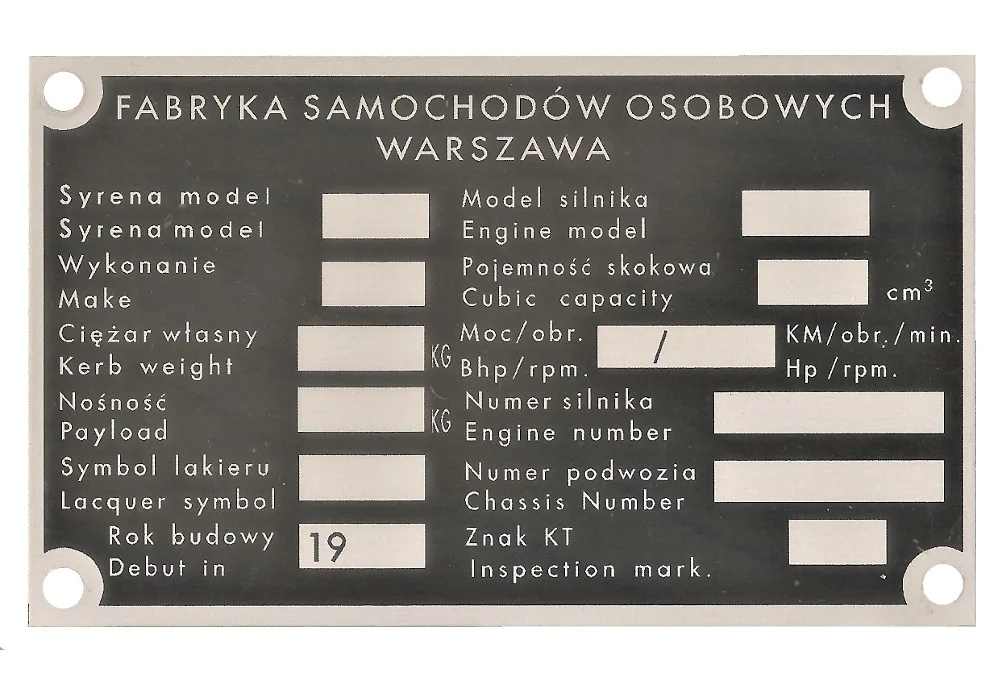 FABRYKA SAMOCHODÓW OSOBOWYCH
WARSZAWA
Syrena model
Syrena model
Wykonanie
Make
Ciężar własny
Kerb weight
KG
Nośność
Payload
KG
Symbol lakieru
Lacquer symbol
Rok budowy
Debut in
19
Model silnika
Engine model
Pojemność skokowa
Cubic capacity
cm³
Moc/obr.
Bhp/rpm.
/
KM/obr./min.
Hp/rpm.
Numer silnika
Engine number
Numer podwozia
Chassis Number
Znak KT
Inspection mark.